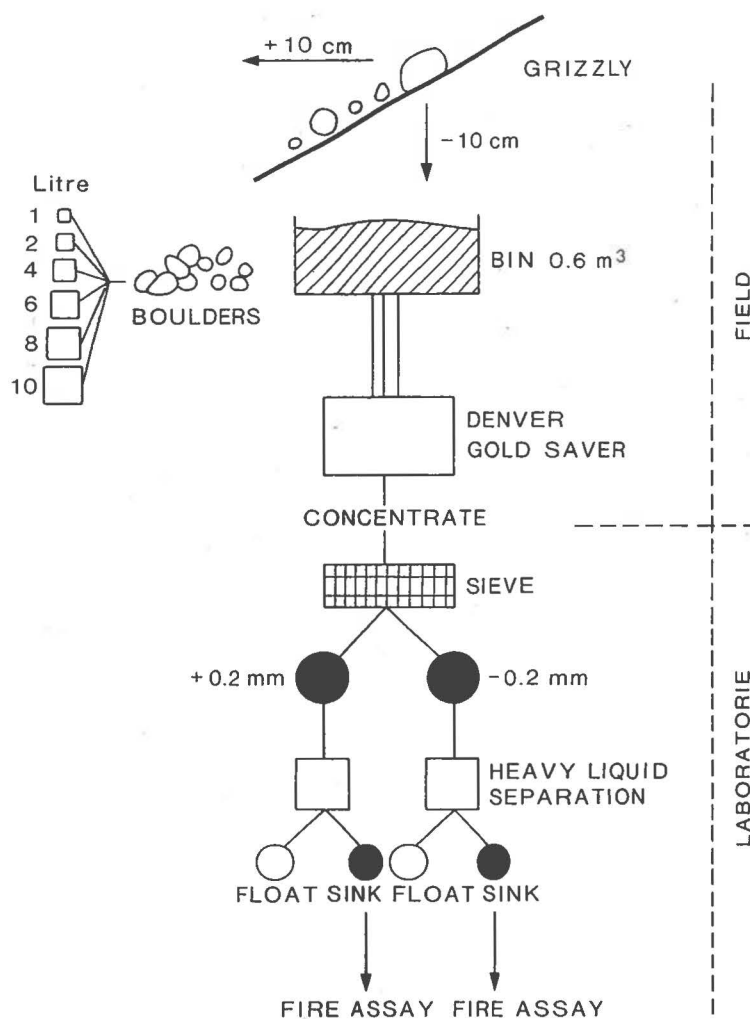 +10 cm
GRIZZLY
-10 cm
Litre
1
2
4
6
8
10
BOULDERS
BIN 0.6 m³
DENVER
GOLD SAVER
CONCENTRATE
SIEVE
+0.2 mm
-0.2 mm
HEAVY LIQUID
SEPARATION
FLOAT SINK FLOAT SINK
FIRE ASSAY FIRE ASSAY
FIELD
LABORATORIE